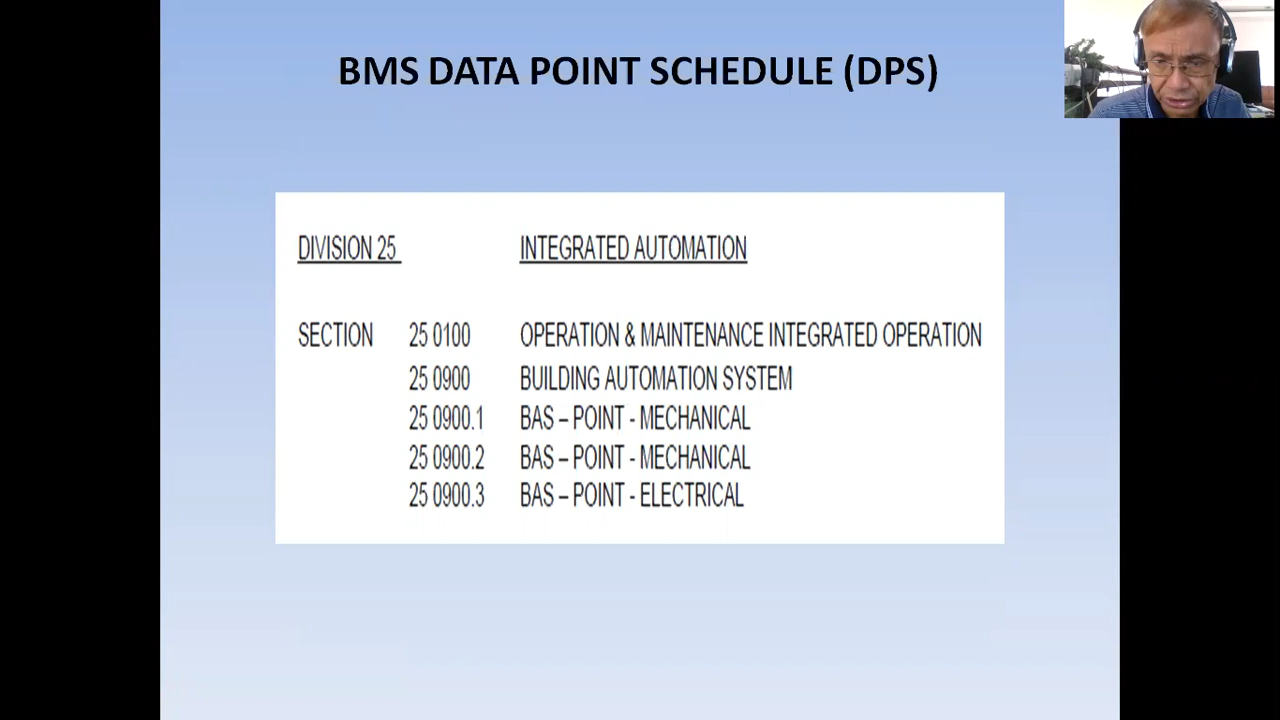 BMS DATA POINT SCHEDULE (DPS)
DIVISION 25 INTEGRATED AUTOMATION
SECTION 25 0100 OPERATION & MAINTENANCE INTEGRATED OPERATION
25 0900 BUILDING AUTOMATION SYSTEM
25 0900.1 BAS – POINT - MECHANICAL
25 0900.2 BAS – POINT - MECHANICAL
25 0900.3 BAS – POINT - ELECTRICAL